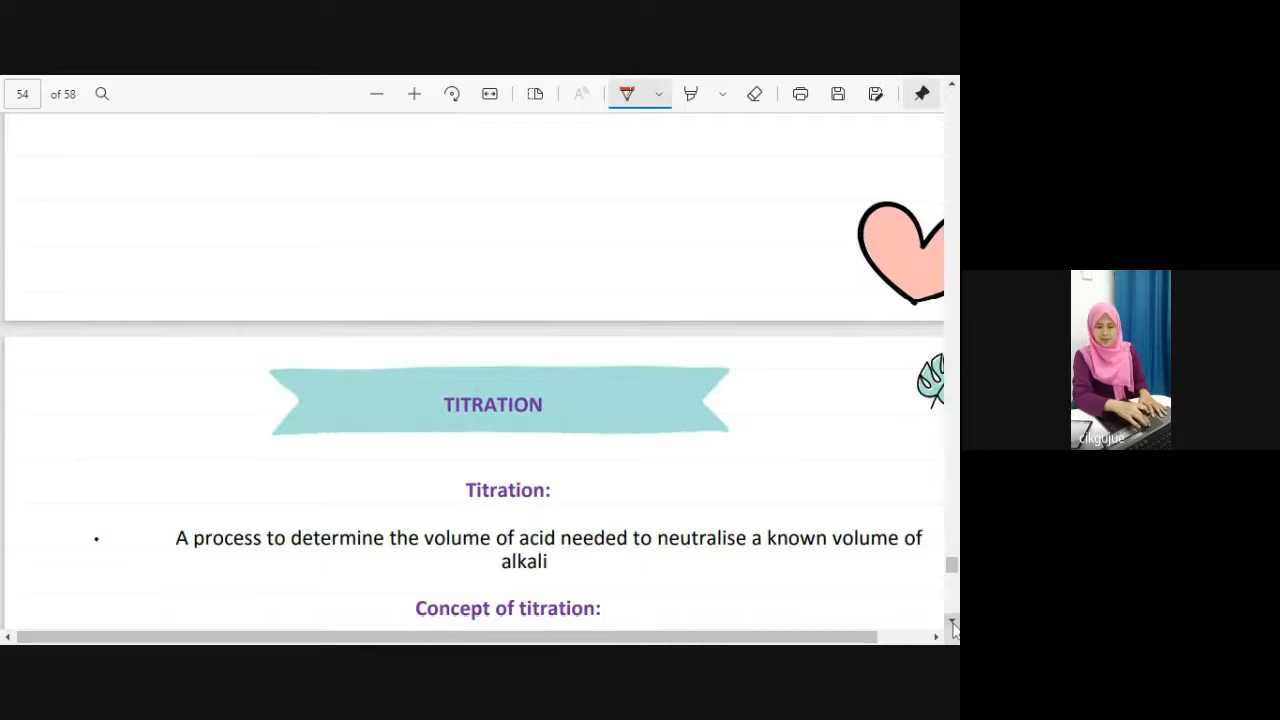 54 of 58
TITRATION
Titration:
• A process to determine the volume of acid needed to neutralise a known volume of
alkali
Concept of titration:
cikgujue